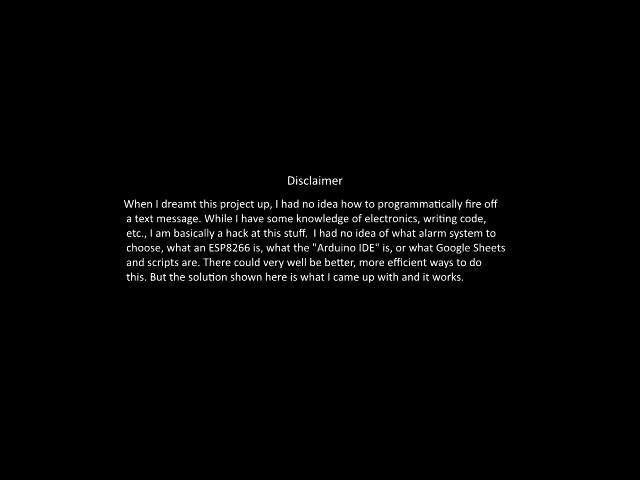 Disclaimer
When I dreamt this project up, I had no idea how to programmatically fire off
a text message. While I have some knowledge of electronics, writing code,
etc., I am basically a hack at this stuff.  I had no idea of what alarm system to
choose, what an ESP8266 is, what the "Arduino IDE" is, or what Google Sheets
and scripts are. There could very well be better, more efficient ways to do
this. But the solution shown here is what I came up with and it works.